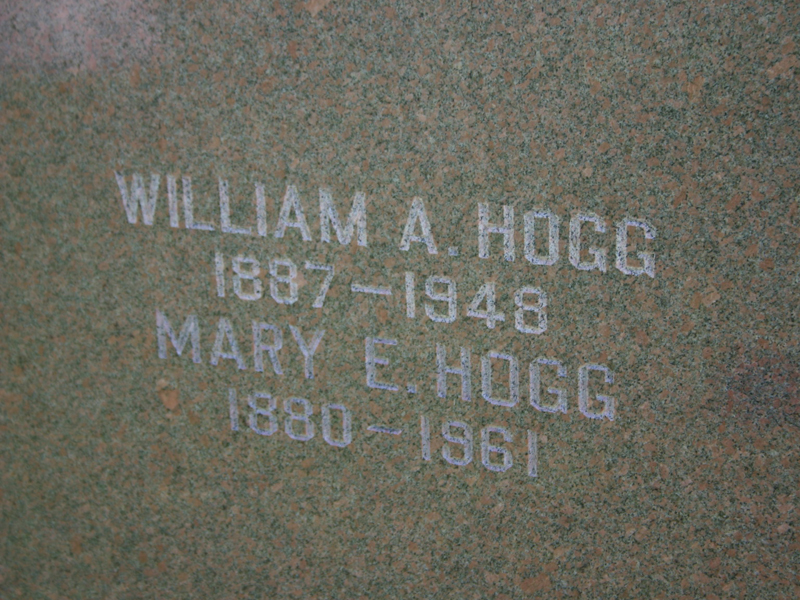 WILLIAM A. HOGG
1887-1948
MARY E. HOGG
1880-1961